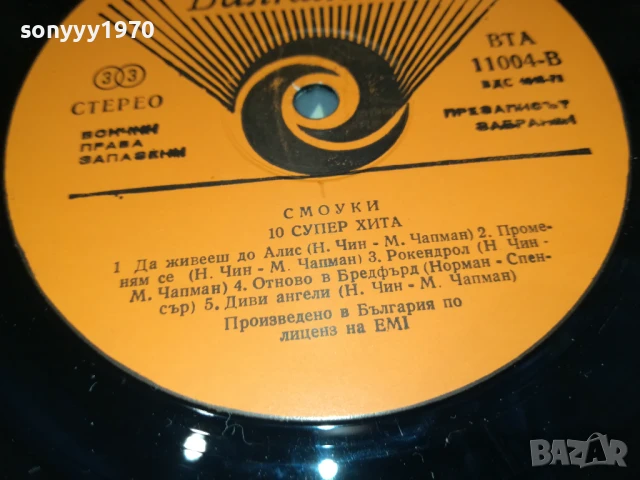 sonyyy1970
ВТА
11004-В
33
СТЕРЕО
ВСИЧКИ
ПРАВА
ЗАПАЗЕНИ
ПРЕЗАПИСЪТ
ЗАБРАНЕН
СМОУКИ
10 СУПЕР ХИТА
1 Да живееш до Алис (Н. Чин - М. Чапман) 2. Проме-
ням се (Н. Чин - М. Чапман) 3. Рокендрол (Н. Чин -
М. Чапман) 4. Отново в Бредфърд (Норман - Спен-
сър) 5. Диви ангели (Н. Чин - М. Чапман)
Произведено в България по
лиценз на EMI
BAZAR